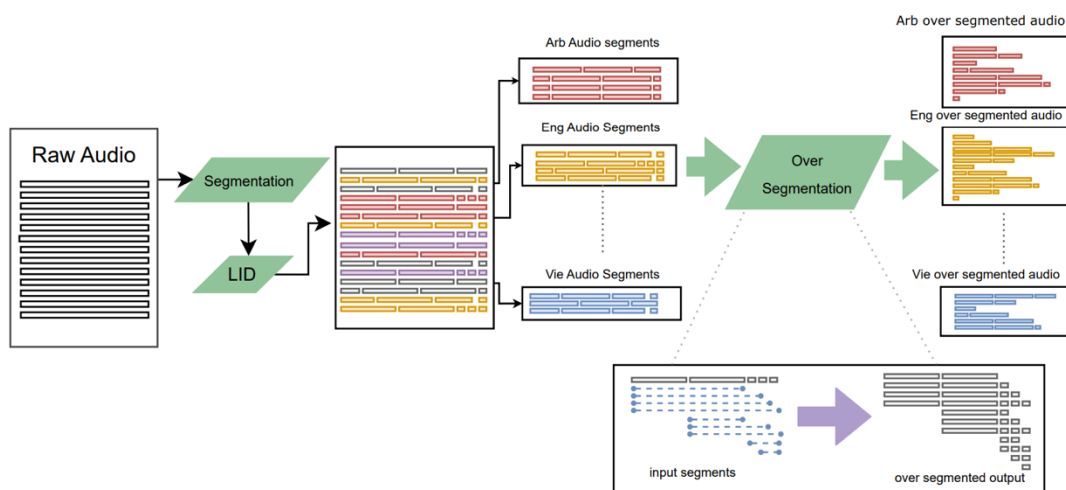 Raw Audio
Segmentation
LID
Arb Audio segments
Eng Audio Segments
Vie Audio Segments
Over
Segmentation
Arb over segmented audio
Eng over segmented audio
Vie over segmented audio
input segments
over segmented output